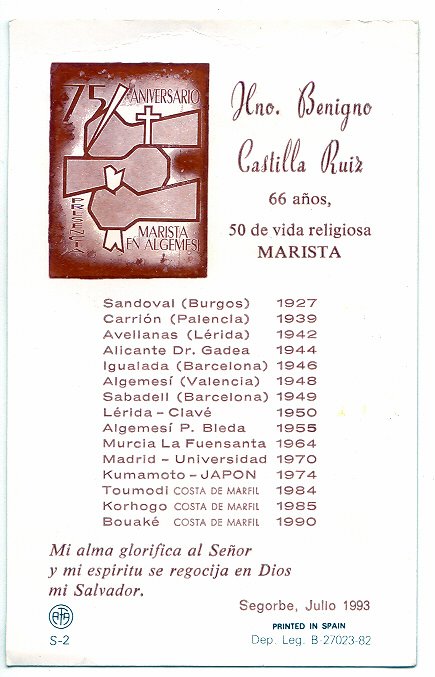 75 ANIVERSARIO
PRESENCIA
MARISTA
EN ALGEMESI
Hno. Benigno
Castilla Ruiz
66 años,
50 de vida religiosa
MARISTA
Sandoval (Burgos) 1927
Carrión (Palencia) 1939
Avellanas (Lérida) 1942
Alicante Dr. Gadea 1944
Igualada (Barcelona) 1946
Algemesí (Valencia) 1948
Sabadell (Barcelona) 1949
Lérida - Clavé 1950
Algemesí P. Bleda 1955
Murcia La Fuensanta 1964
Madrid - Universidad 1970
Kumamoto - JAPON 1974
Toumodi COSTA DE MARFIL 1984
Korhogo COSTA DE MARFIL 1985
Bouaké COSTA DE MARFIL 1990
Mi alma glorifica al Señor
y mi espíritu se regocija en Dios
mi Salvador.
Segorbe, Julio 1993
S-2
PRINTED IN SPAIN
Dep. Leg. B-27023-82